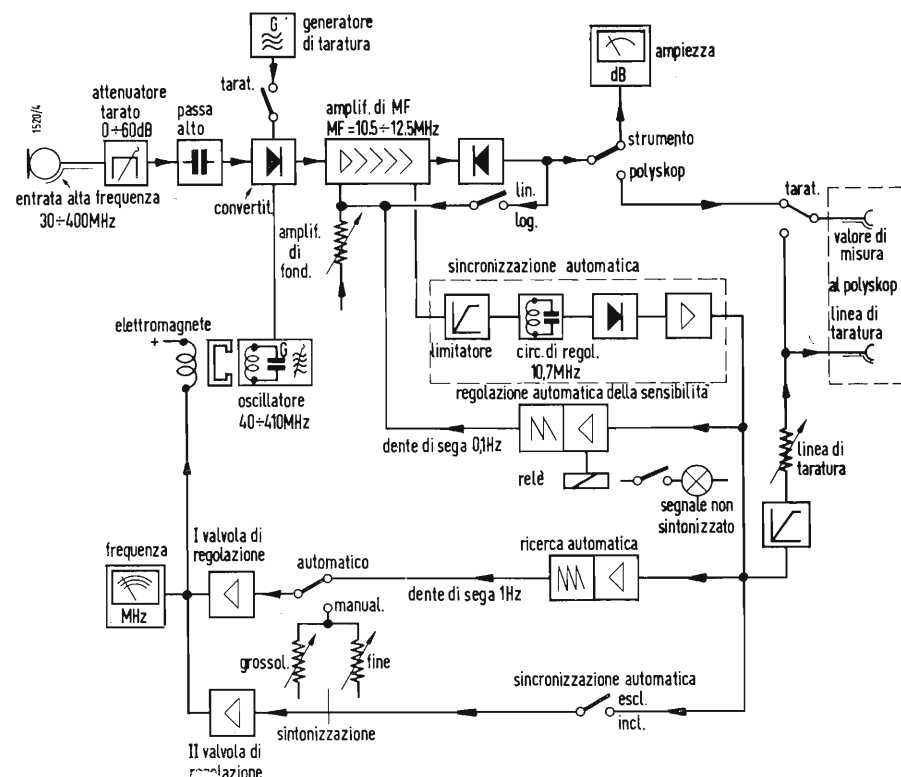 G
generatore
di taratura
ampiezza
dB
tarat.
1520/4
attenuatore
tarato
0÷60dB
passa
alto
amplif. di MF
MF=10.5÷12.5MHz
strumento
polyskop
entrata alta frequenza
30÷400MHz
convertit.
lin.
log.
tarat.
valore di
misura
al polyskop
linea di
taratura
amplif.
di
fond.
sincronizzazione automatica
limitatore
circ. di regol.
10,7MHz
elettromagnete
+
G
oscillatore
40÷410MHz
regolazione automatica della sensibilità
dente di sega 0,1Hz
relè
segnale non
sintonizzato
linea di
taratura
frequenza
MHz
I valvola di
regolazione
automatico
ricerca automatica
dente di sega 1Hz
manual.
grossol.
fine
sintonizzazione
sincronizzazione automatica
escl.
incl.
II valvola di
regolazione